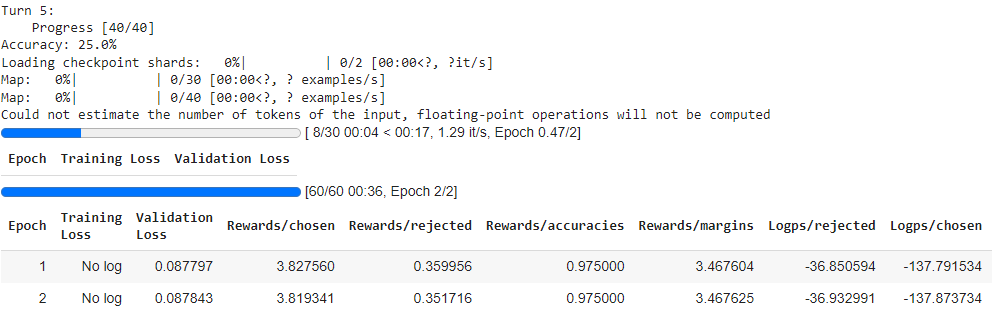 Turn 5:
Progress [40/40]
Accuracy: 25.0%
Loading checkpoint shards:   0%|          | 0/2 [00:00<?, ?it/s]
Map:   0%|          | 0/30 [00:00<?, ? examples/s]
Map:   0%|          | 0/40 [00:00<?, ? examples/s]
Could not estimate the number of tokens of the input, floating-point operations will not be computed
[ 8/30 00:04 < 00:17, 1.29 it/s, Epoch 0.47/2]
Epoch Training Loss Validation Loss
[60/60 00:36, Epoch 2/2]
Epoch Training Loss Validation Loss Rewards/chosen Rewards/rejected Rewards/accuracies Rewards/margins Logps/rejected Logps/chosen
1 No log 0.087797 3.827560 0.359956 0.975000 3.467604 -36.850594 -137.791534
2 No log 0.087843 3.819341 0.351716 0.975000 3.467625 -36.932991 -137.873734